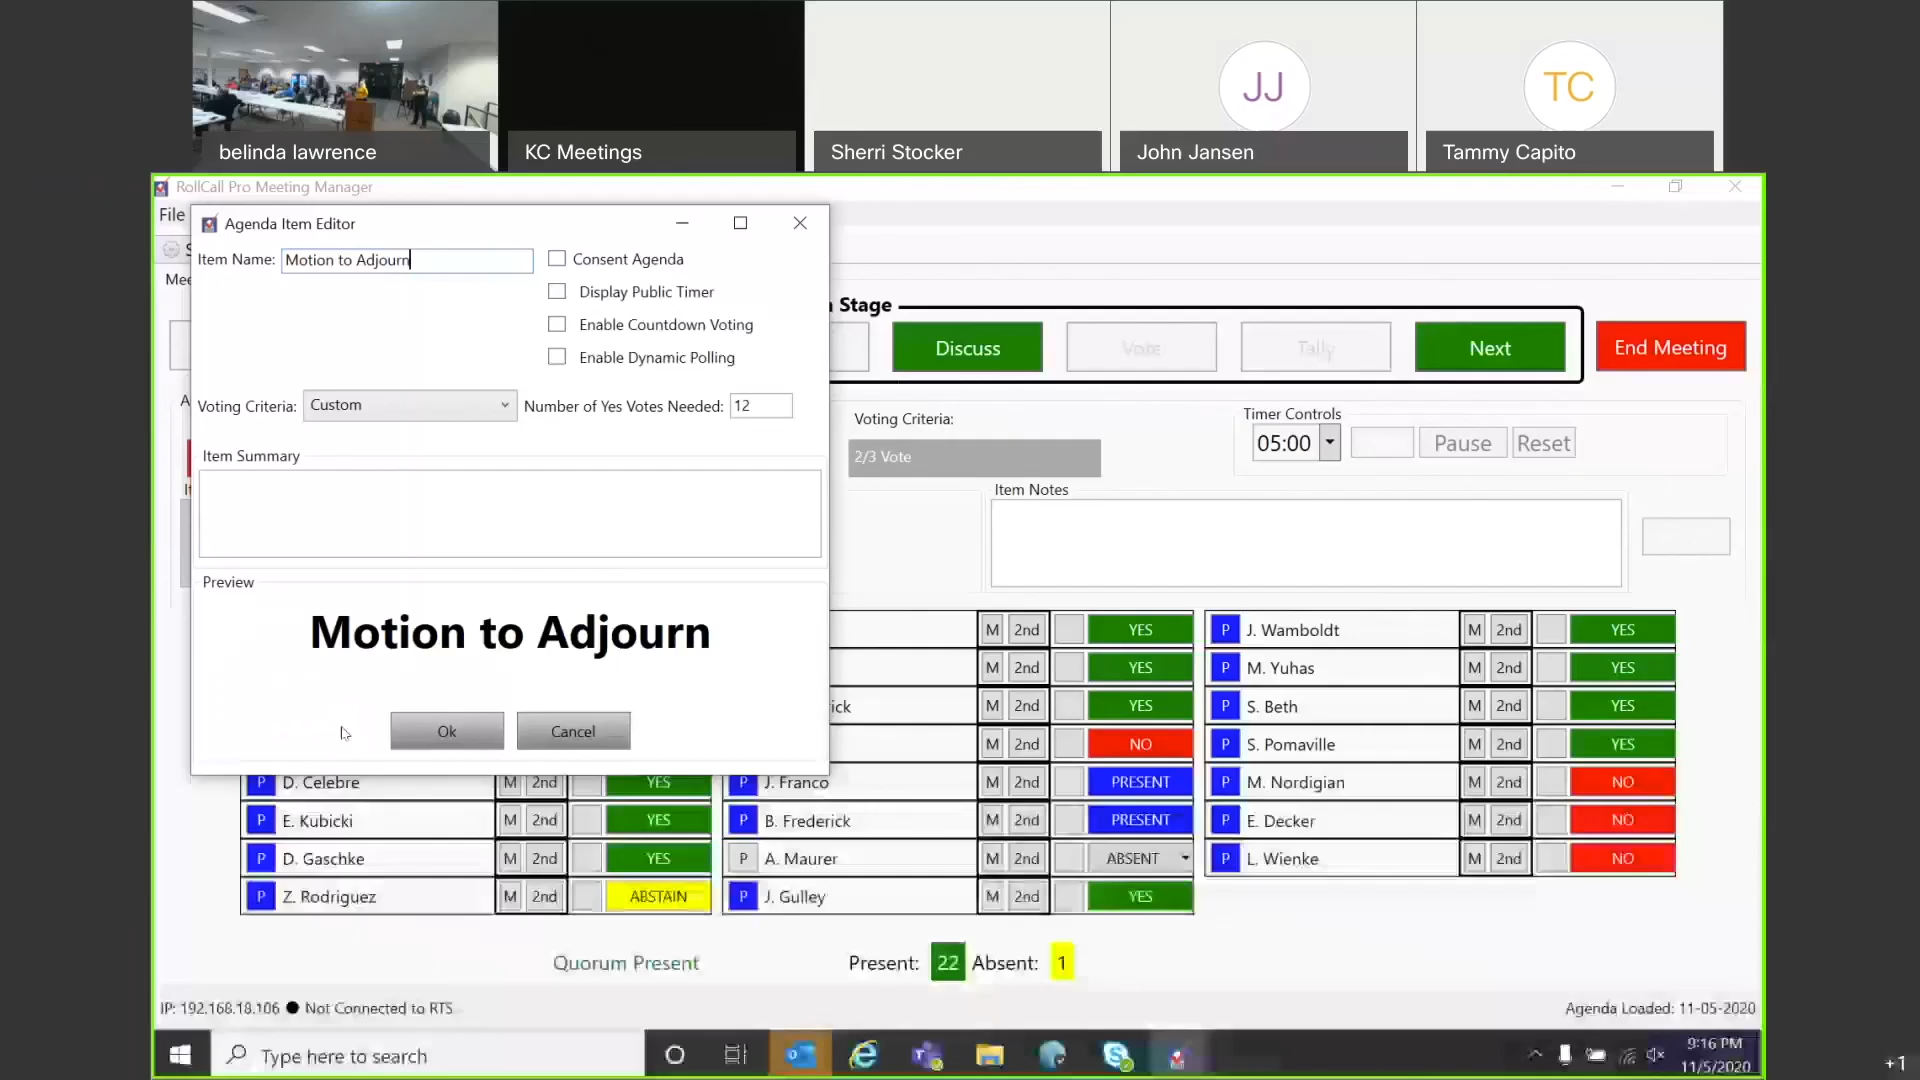 JJ
TC
belinda lawrence
KC Meetings
Sherri Stocker
John Jansen
Tammy Capito
RollCall Pro Meeting Manager
File
Agenda Item Editor
Item Name: Motion to Adjourn
Consent Agenda
Display Public Timer
Enable Countdown Voting
Enable Dynamic Polling
Voting Criteria: Custom Number of Yes Votes Needed: 12
Item Summary
Preview
Motion to Adjourn
Ok Cancel
Stage
Discuss Vote Tally Next End Meeting
Voting Criteria:
2/3 Vote
Timer Controls
05:00 Pause Reset
Item Notes
M 2nd YES P J. Wamboldt M 2nd YES
M 2nd YES P M. Yuhas M 2nd YES
ick M 2nd YES P S. Beth M 2nd YES
M 2nd NO P S. Pomaville M 2nd YES
P D. Celebre M 2nd YES P J. Franco M 2nd PRESENT P M. Nordigian M 2nd NO
P E. Kubicki M 2nd YES P B. Frederick M 2nd PRESENT P E. Decker M 2nd NO
P D. Gaschke M 2nd YES P A. Maurer M 2nd ABSENT P L. Wienke M 2nd NO
P Z. Rodriguez M 2nd ABSTAIN P J. Gulley M 2nd YES
Quorum Present Present: 22 Absent: 1
IP: 192.168.18.106 Not Connected to RTS Agenda Loaded: 11-05-2020
Type here to search
9:16 PM
11/5/2020
+1